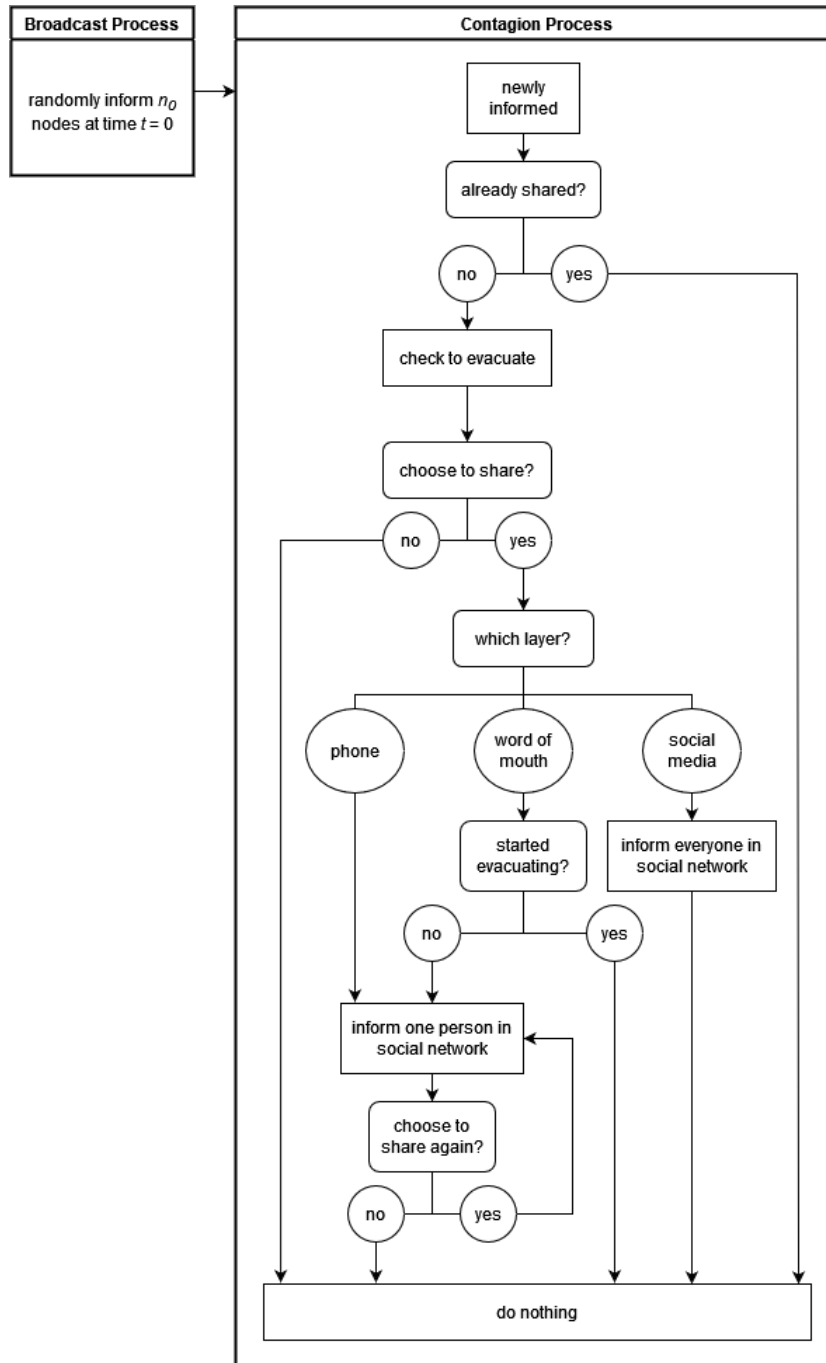 Broadcast Process
randomly inform n0
nodes at time t = 0
Contagion Process
newly
informed
already shared?
no
yes
check to evacuate
choose to share?
no
yes
which layer?
phone
word of
mouth
social
media
started
evacuating?
inform everyone in
social network
no
yes
inform one person in
social network
choose to
share again?
no
yes
do nothing